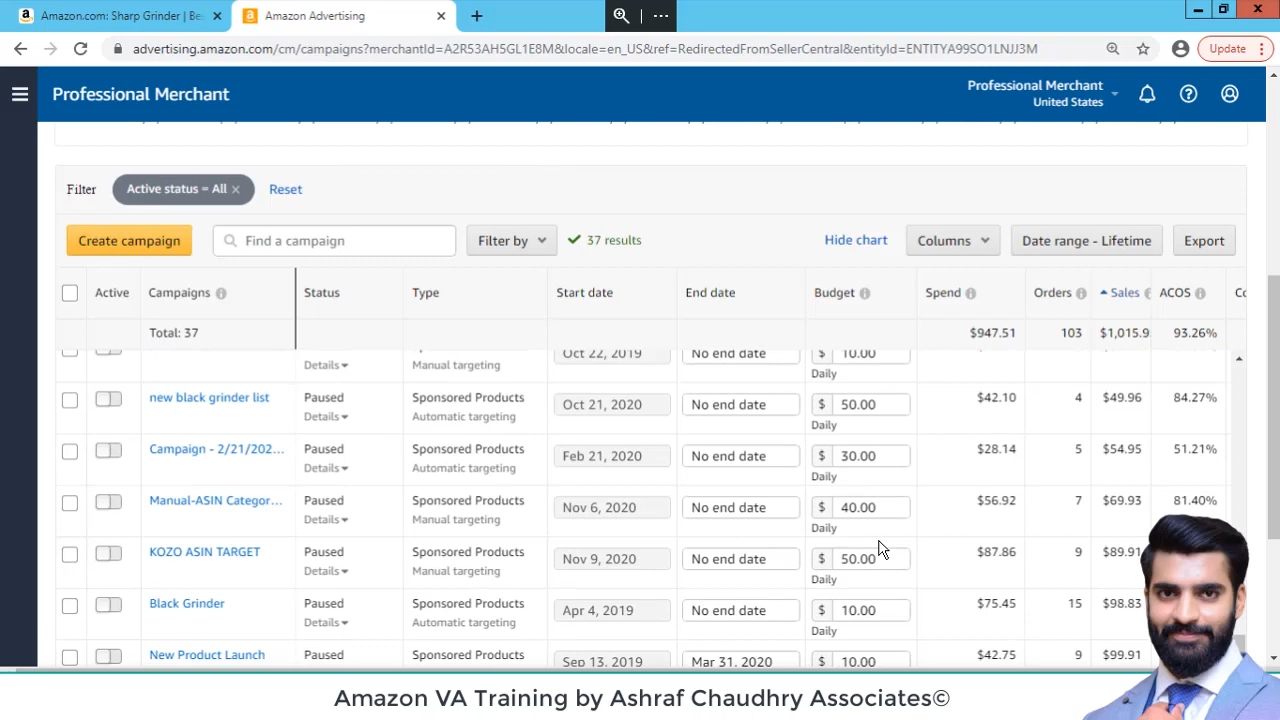 Amazon.com: Sharp Grinder | Be
Amazon Advertising
advertising.amazon.com/cm/campaigns?merchantId=A2R53AH5GL1E8M&locale=en_US&ref=RedirectedFromSellerCentral&entityId=ENTITYA99SO1LNJJ3M
Update
Professional Merchant
Professional Merchant
United States
Filter
Active status = All
Reset
Create campaign
Find a campaign
Filter by
37 results
Hide chart
Columns
Date range - Lifetime
Export
Active Campaigns Status Type Start date End date Budget Spend Orders Sales ACOS Co
Total: 37 $947.51 103 $1,015.9 93.26%
Oct 22, 2019 No end date $ 10.00
Details Manual targeting Daily
new black grinder list Paused Sponsored Products Oct 21, 2020 No end date $ 50.00 $42.10 4 $49.96 84.27%
Details Automatic targeting Daily
Campaign - 2/21/202... Paused Sponsored Products Feb 21, 2020 No end date $ 30.00 $28.14 5 $54.95 51.21%
Details Automatic targeting Daily
Manual-ASIN Categor... Paused Sponsored Products Nov 6, 2020 No end date $ 40.00 $56.92 7 $69.93 81.40%
Details Manual targeting Daily
KOZO ASIN TARGET Paused Sponsored Products Nov 9, 2020 No end date $ 50.00 $87.86 9 $89.91
Details Manual targeting Daily
Black Grinder Paused Sponsored Products Apr 4, 2019 No end date $ 10.00 $75.45 15 $98.83
Details Automatic targeting Daily
New Product Launch Paused Sponsored Products Sep 13, 2019 Mar 31, 2020 $ 10.00 $42.75 9 $99.91
Amazon VA Training by Ashraf Chaudhry Associates©